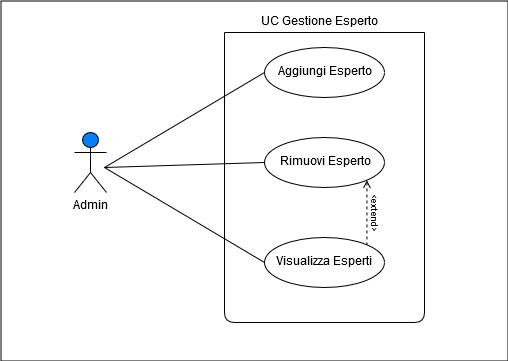 UC Gestione Esperto
Aggiungi Esperto
Rimuovi Esperto
<extend>
Admin
Visualizza Esperti